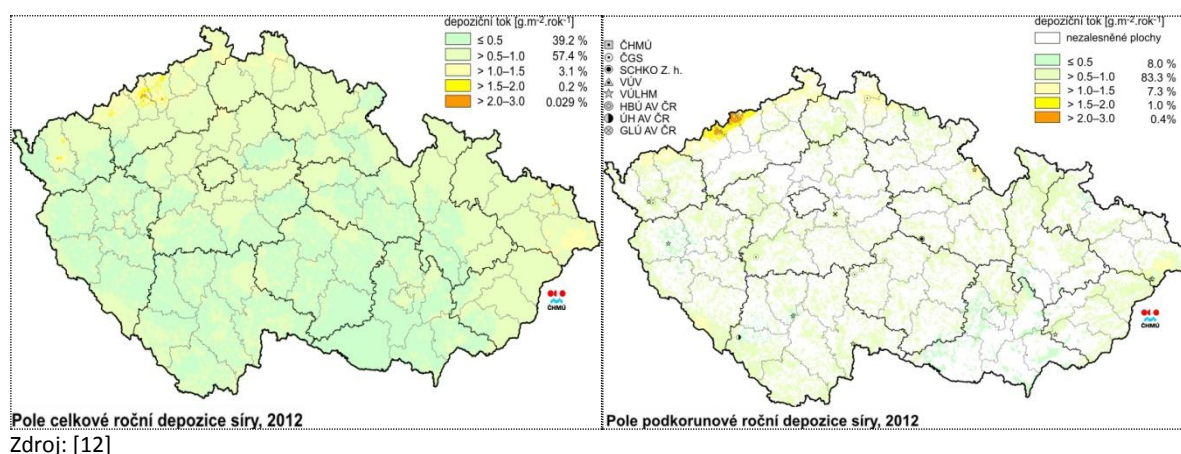 depoziční tok [g.m-².rok-¹]
≤ 0.5 39.2 %
> 0.5–1.0 57.4 %
> 1.0–1.5 3.1 %
> 1.5–2.0 0.2 %
> 2.0–3.0 0.029 %
ČHMÚ
Pole celkové roční depozice síry, 2012
ČHMÚ
ČGS
SCHKO Z. h.
VÚV
VÚLHM
HBÚ AV ČR
ÚH AV ČR
GLÚ AV ČR
depoziční tok [g.m-².rok-¹]
nezalesněné plochy
≤ 0.5 8.0 %
> 0.5–1.0 83.3 %
> 1.0–1.5 7.3 %
> 1.5–2.0 1.0 %
> 2.0–3.0 0.4%
ČHMÚ
Pole podkorunové roční depozice síry, 2012
Zdroj: [12]